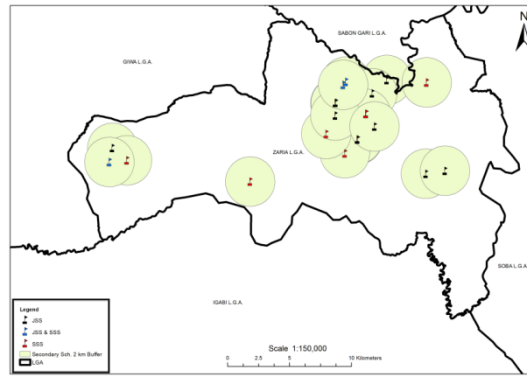 N
SABON GARI L.G.A.
GIWA L.G.A.
ZARIA L.G.A.
SOBA L.G.A.
IGABI L.G.A.
Legend
JSS
JSS & SSS
SSS
Secondary Sch. 2 km Buffer
LGA
Scale 1:150,000
0 2.5 5 10 Kilometers